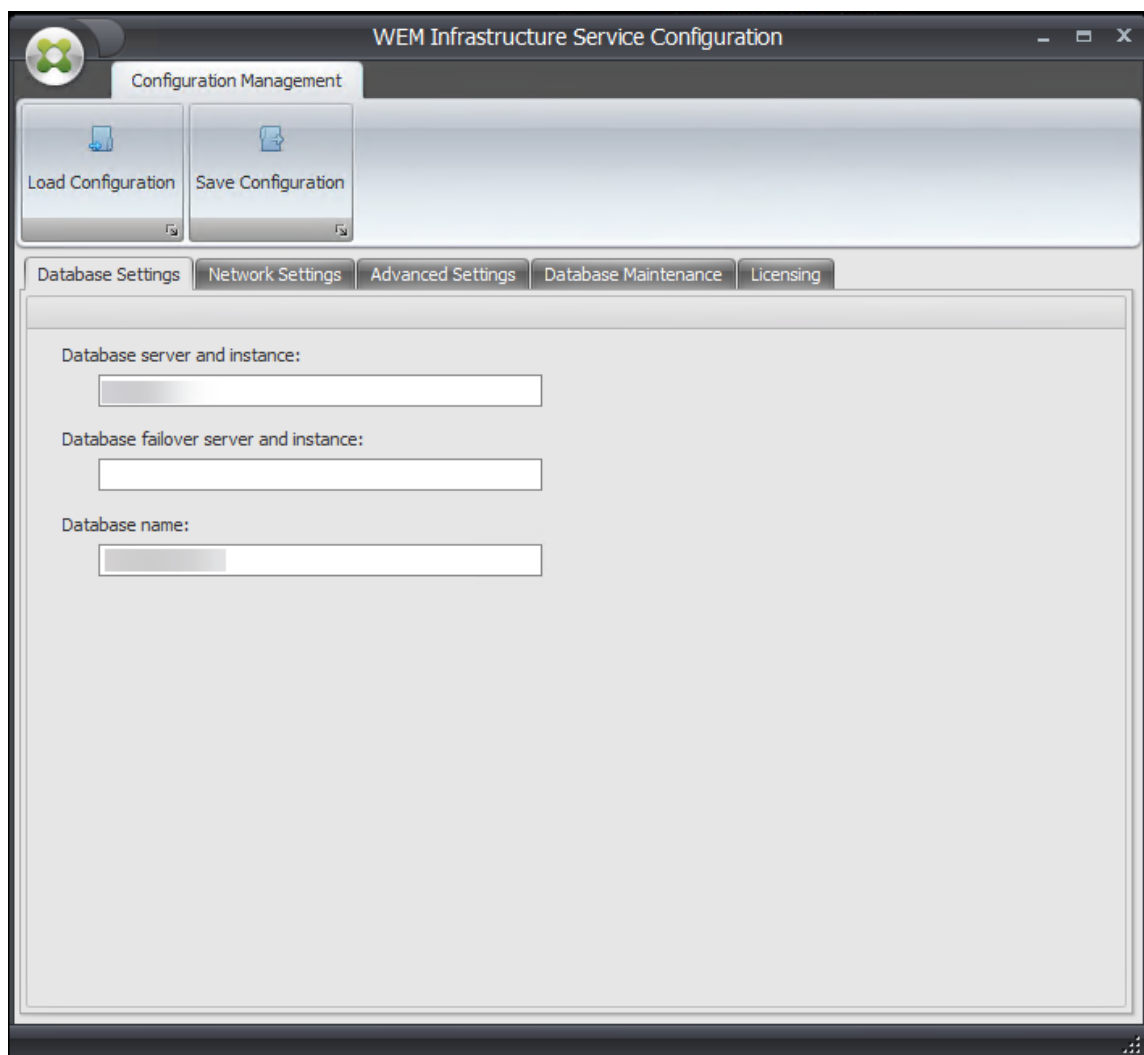 WEM Infrastructure Service Configuration
Configuration Management
Load Configuration
Save Configuration
Database Settings
Network Settings
Advanced Settings
Database Maintenance
Licensing
Database server and instance:
Database failover server and instance:
Database name: